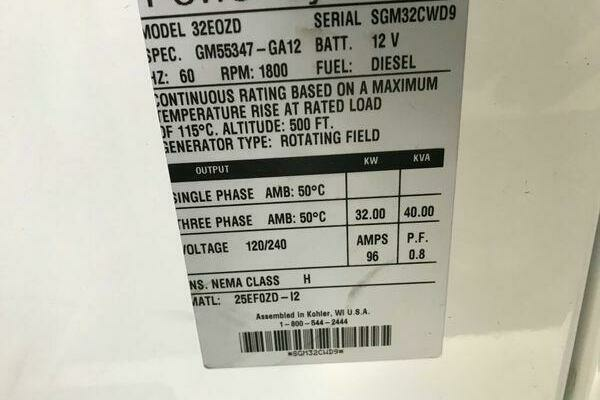 MODEL 32EOZD SERIAL SGM32CWD9
SPEC. GM55347-GA12 BATT. 12 V
HZ: 60 RPM: 1800 FUEL: DIESEL
CONTINUOUS RATING BASED ON A MAXIMUM
TEMPERATURE RISE AT RATED LOAD
OF 115°C. ALTITUDE: 500 FT.
GENERATOR TYPE: ROTATING FIELD
OUTPUT KW KVA
SINGLE PHASE AMB: 50°C
THREE PHASE AMB: 50°C 32.00 40.00
VOLTAGE 120/240 AMPS P.F.
96 0.8
INS. NEMA CLASS H
MATL: 25EFOZD-I2
Assembled in Kohler, WI U.S.A.
1-800-544-2444
*SGM32CWD9*